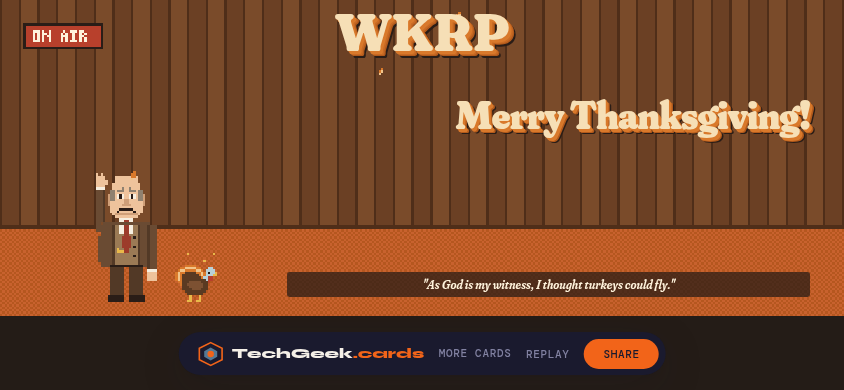 ON AIR
WKRP
Merry Thanksgiving!
"As God is my witness, I thought turkeys could fly."
TechGeek.cards MORE CARDS REPLAY SHARE